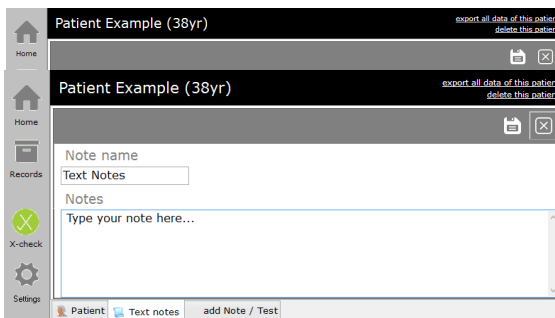 Patient Example (38yr)
export all data of this patien
delete this patien
Home
Patient Example (38yr)
export all data of this patien
delete this patien
Home
Note name
Records
Text Notes
Notes
Type your note here...
X-check
Settings
Patient
Text notes
add Note / Test